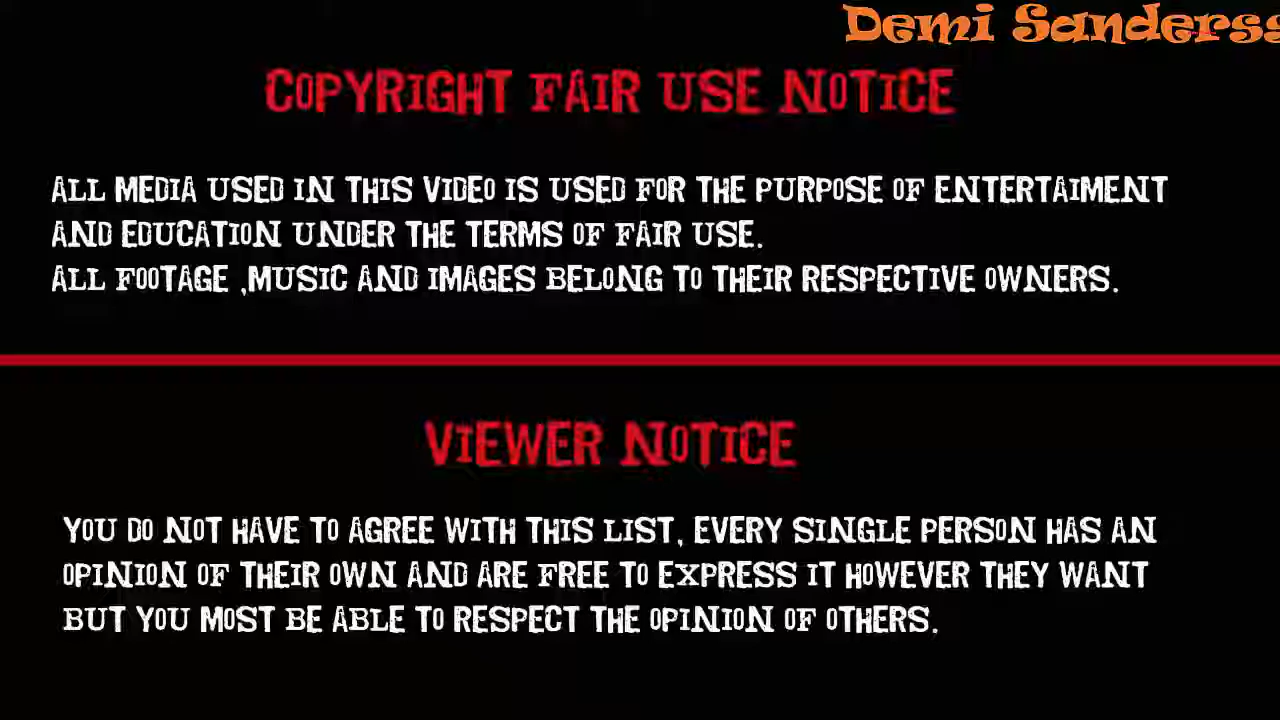 Demi Sanderss
COPYRIGHT FAIR USE NOTICE
ALL MEDIA USED IN THIS VIDEO IS USED FOR THE PURPOSE OF ENTERTAIMENT
AND EDUCATION UNDER THE TERMS OF FAIR USE.
ALL FOOTAGE ,MUSIC AND IMAGES BELONG TO THEIR RESPECTIVE OWNERS.
VIEWER NOTICE
YOU DO NOT HAVE TO AGREE WITH THIS LIST, EVERY SINGLE PERSON HAS AN
OPINION OF THEIR OWN AND ARE FREE TO EXPRESS IT HOWEVER THEY WANT
BUT YOU MOST BE ABLE TO RESPECT THE OPINION OF OTHERS.